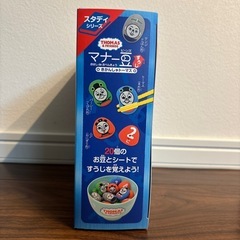 スタディ
シリーズ
THOMAS
& FRIENDS
マナー豆
きかんしゃトーマス
2
20個の
お豆とシートで
すうじを覚えよう!